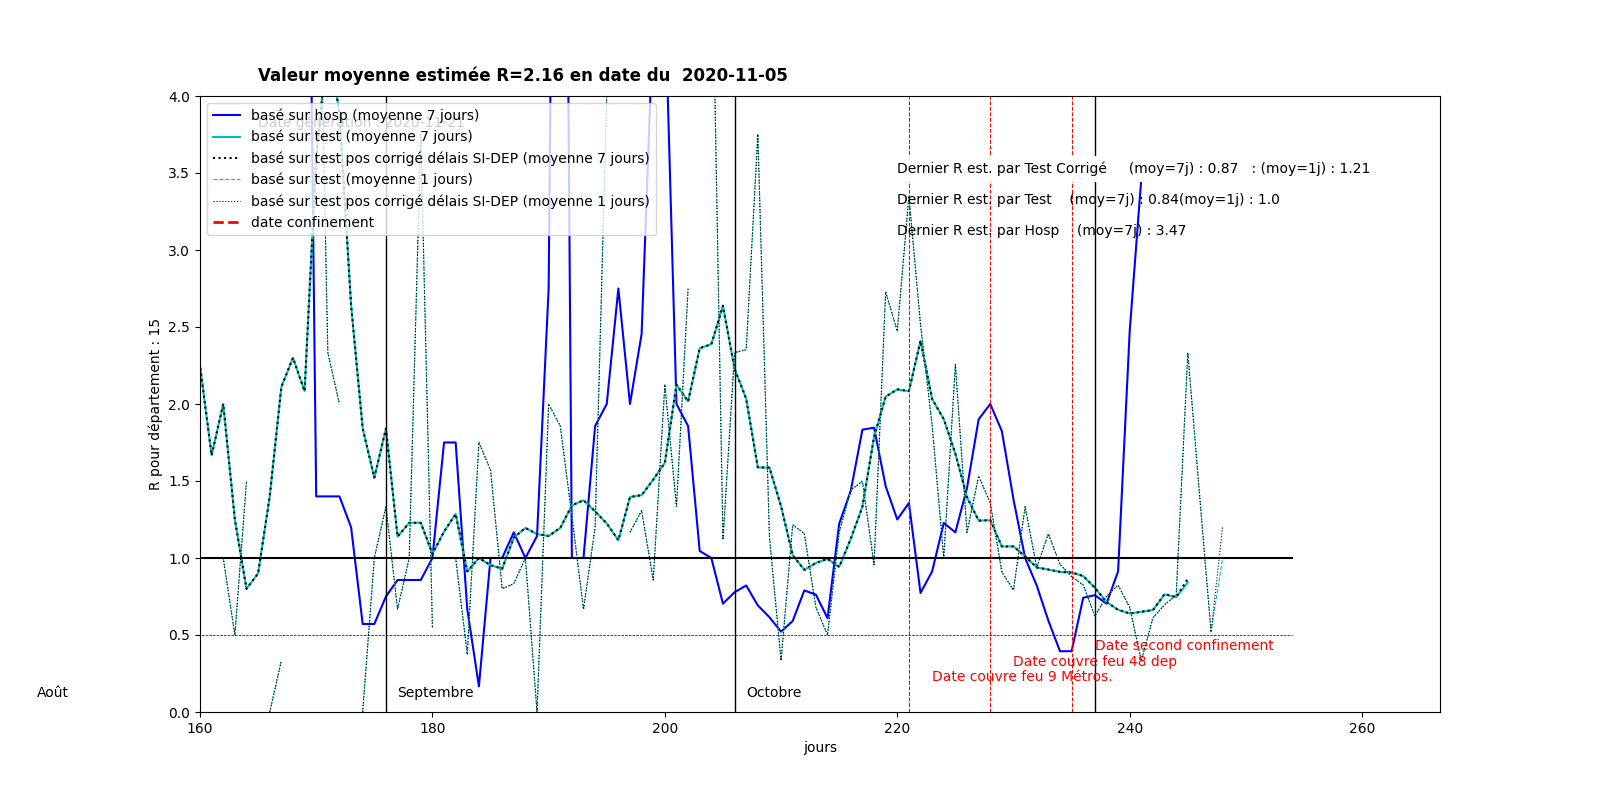 Valeur moyenne estimée R=2.16 en date du  2020-11-05
Date génération : 2020-11-21
basé sur hosp (moyenne 7 jours)
basé sur test (moyenne 7 jours)
basé sur test pos corrigé délais SI-DEP (moyenne 7 jours)
basé sur test (moyenne 1 jours)
basé sur test pos corrigé délais SI-DEP (moyenne 1 jours)
date confinement
Dernier R est. par Test Corrigé     (moy=7j) : 0.87   : (moy=1j) : 1.21
Dernier R est. par Test    (moy=7j) : 0.84(moy=1j) : 1.0
Dernier R est. par Hosp    (moy=7j) : 3.47
R pour département : 15
4.0
3.5
3.0
2.5
2.0
1.5
1.0
0.5
0.0
Date second confinement
Date couvre feu 48 dep
Date couvre feu 9 Métros.
Août
Septembre
Octobre
160
180
200
220
240
260
jours